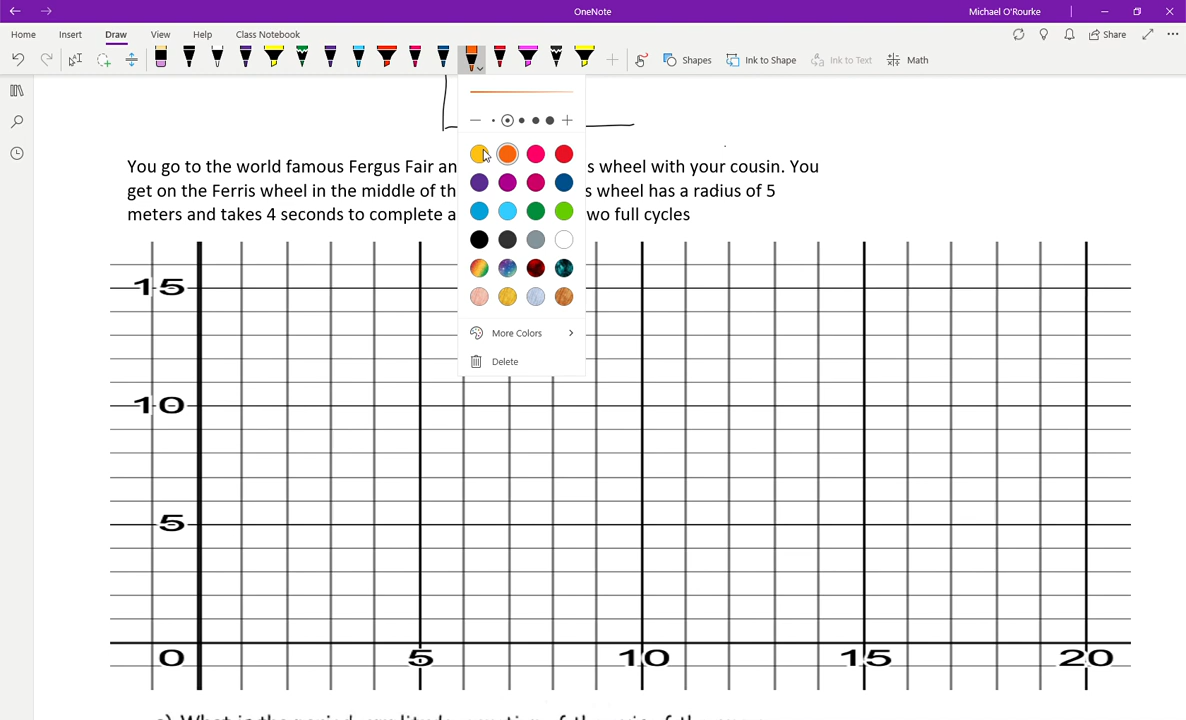 OneNote
Michael O'Rourke
Home Insert Draw View Help Class Notebook
Share
Shapes Ink to Shape Ink to Text Math
You go to the world famous Fergus Fair an s wheel with your cousin. You
get on the Ferris wheel in the middle of th s wheel has a radius of 5
meters and takes 4 seconds to complete a wo full cycles
More Colors
Delete
15
10
5
0 5 10 15 20